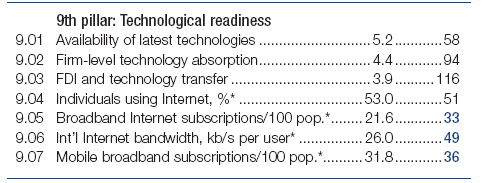 9th pillar: Technological readiness
9.01 Availability of latest technologies ................................5.2............58
9.02 Firm-level technology absorption................................4.4............94
9.03 FDI and technology transfer ......................................3.9..........116
9.04 Individuals using Internet, %* ..................................53.0............51
9.05 Broadband Internet subscriptions/100 pop.*........21.6............33
9.06 Int'l Internet bandwidth, kb/s per user* ................26.0............49
9.07 Mobile broadband subscriptions/100 pop.*..........31.8............36